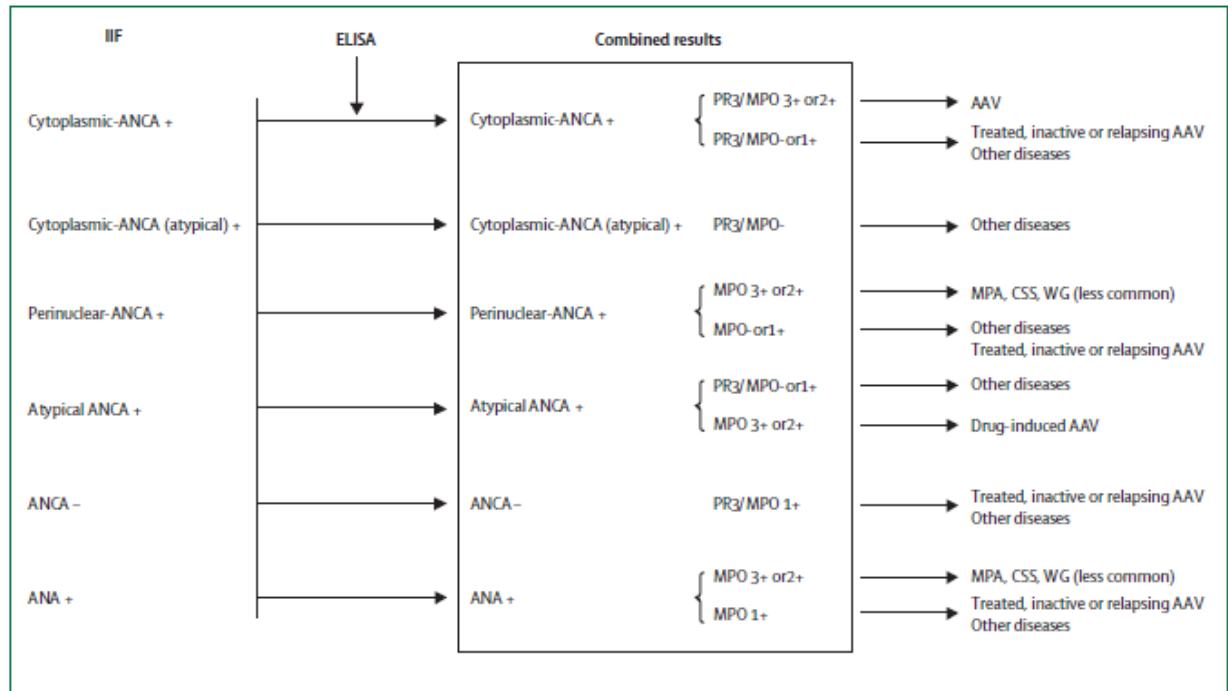 IIF
ELISA
Combined results
Cytoplasmic-ANCA +
Cytoplasmic-ANCA +
PR3/MPO 3+ or2+
AAV
PR3/MPO-or1+
Treated, inactive or relapsing AAV
Other diseases
Cytoplasmic-ANCA (atypical) +
Cytoplasmic-ANCA (atypical) +
PR3/MPO-
Other diseases
Perinuclear-ANCA +
Perinuclear-ANCA +
MPO 3+ or2+
MPA, CSS, WG (less common)
MPO-or1+
Other diseases
Treated, inactive or relapsing AAV
Atypical ANCA +
Atypical ANCA +
PR3/MPO-or1+
Other diseases
MPO 3+ or2+
Drug-induced AAV
ANCA –
ANCA–
PR3/MPO 1+
Treated, inactive or relapsing AAV
Other diseases
ANA +
ANA +
MPO 3+ or2+
MPA, CSS, WG (less common)
MPO 1+
Treated, inactive or relapsing AAV
Other diseases